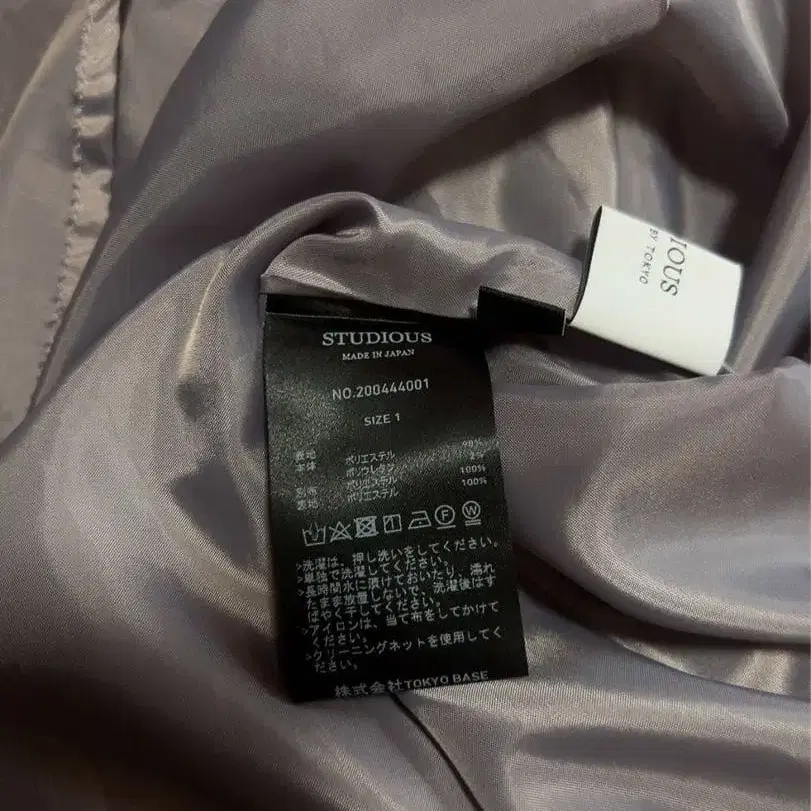 STUDIOUS
MADE IN JAPAN
NO.200444001
SIZE 1
表地
本体 ポリエステル 98%
ポリウレタン 2%
別布 ポリエステル 100%
裏地 ポリエステル 100%
F W
>洗濯は、押し洗いをしてください。
>単独で洗濯してください。
>長時間水に漬けておいたり、濡れ
たまま放置しないで、洗濯後はす
ばやく干してください。
>アイロンは、当て布をしてかけて
ください。
>クリーニングネットを使用してく
ださい。
株式会社TOKYO BASE
IOUS
BY TOKYO